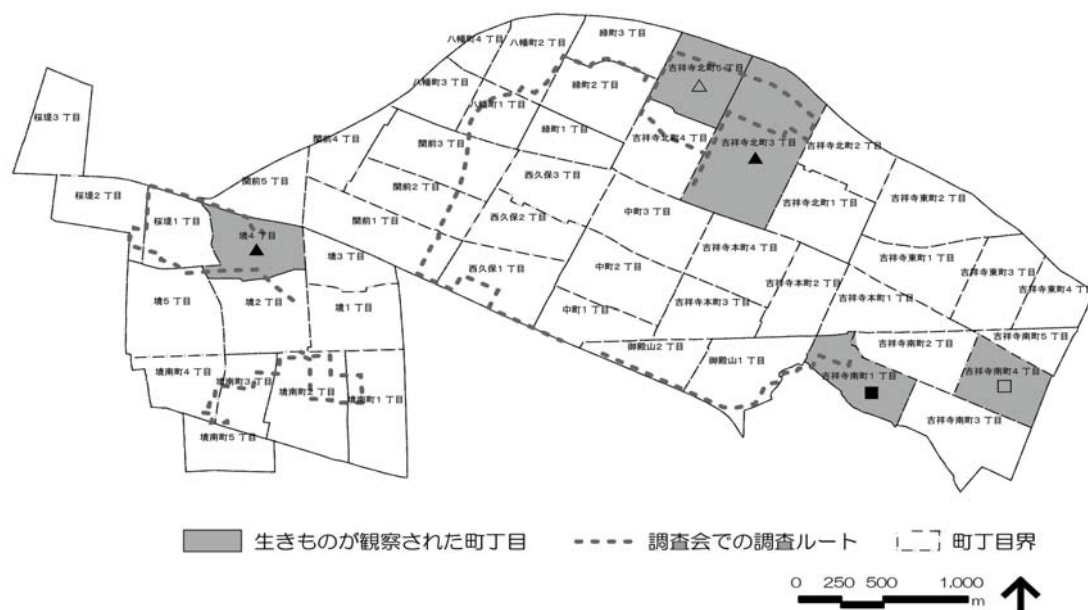 八幡町4 丁目
八幡町2 丁目
緑町3 丁目
吉祥寺北町5 丁目
八幡町3 丁目
緑町2 丁目
桜堤3 丁目
八幡町1 丁目
緑町1 丁目
吉祥寺北町4 丁目
吉祥寺北町3 丁目
吉祥寺北町2 丁目
関前4 丁目
関前3 丁目
西久保3 丁目
関前5 丁目
関前2 丁目
桜堤2 丁目
吉祥寺北町1 丁目
吉祥寺東町2 丁目
中町3 丁目
桜堤1 丁目
関前1 丁目
西久保2 丁目
境4 丁目
吉祥寺本町4 丁目
吉祥寺東町1 丁目
境3 丁目
西久保1 丁目
中町2 丁目
吉祥寺東町3 丁目
吉祥寺本町2 丁目
吉祥寺東町4 丁目
境5 丁目
境2 丁目
境1 丁目
中町1 丁目
吉祥寺本町3 丁目
吉祥寺本町1 丁目
御殿山2 丁目
御殿山1 丁目
吉祥寺南町2 丁目
吉祥寺南町5 丁目
境南町4 丁目
境南町3 丁目
境南町2 丁目
境南町1 丁目
吉祥寺南町1 丁目
吉祥寺南町4 丁目
吉祥寺南町3 丁目
境南町5 丁目
生きものが観察された町丁目
調査会での調査ルート
町丁目界
0 250 500 1.000
m